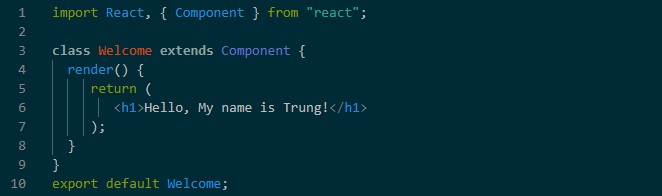 1 import React, { Component } from "react";
2
3 class Welcome extends Component {
4 render() {
5 return (
6 <h1>Hello, My name is Trung!</h1>
7 );
8 }
9 }
10 export default Welcome;